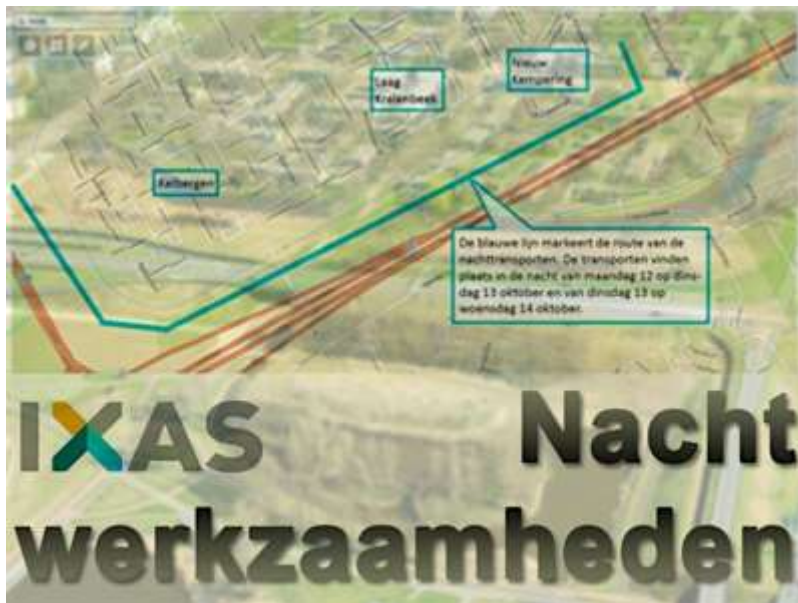 Nieuw
Kempering
Laag
Kralenbeek
Kelbergen
De blauwe lijn markeert de route van de
nachttransporten. De transporten vinden
plaats in de nacht van maandag 12 op dins-
dag 13 oktober en van dinsdag 13 op
woensdag 14 oktober.
IXAS
Nacht
werkzaamheden